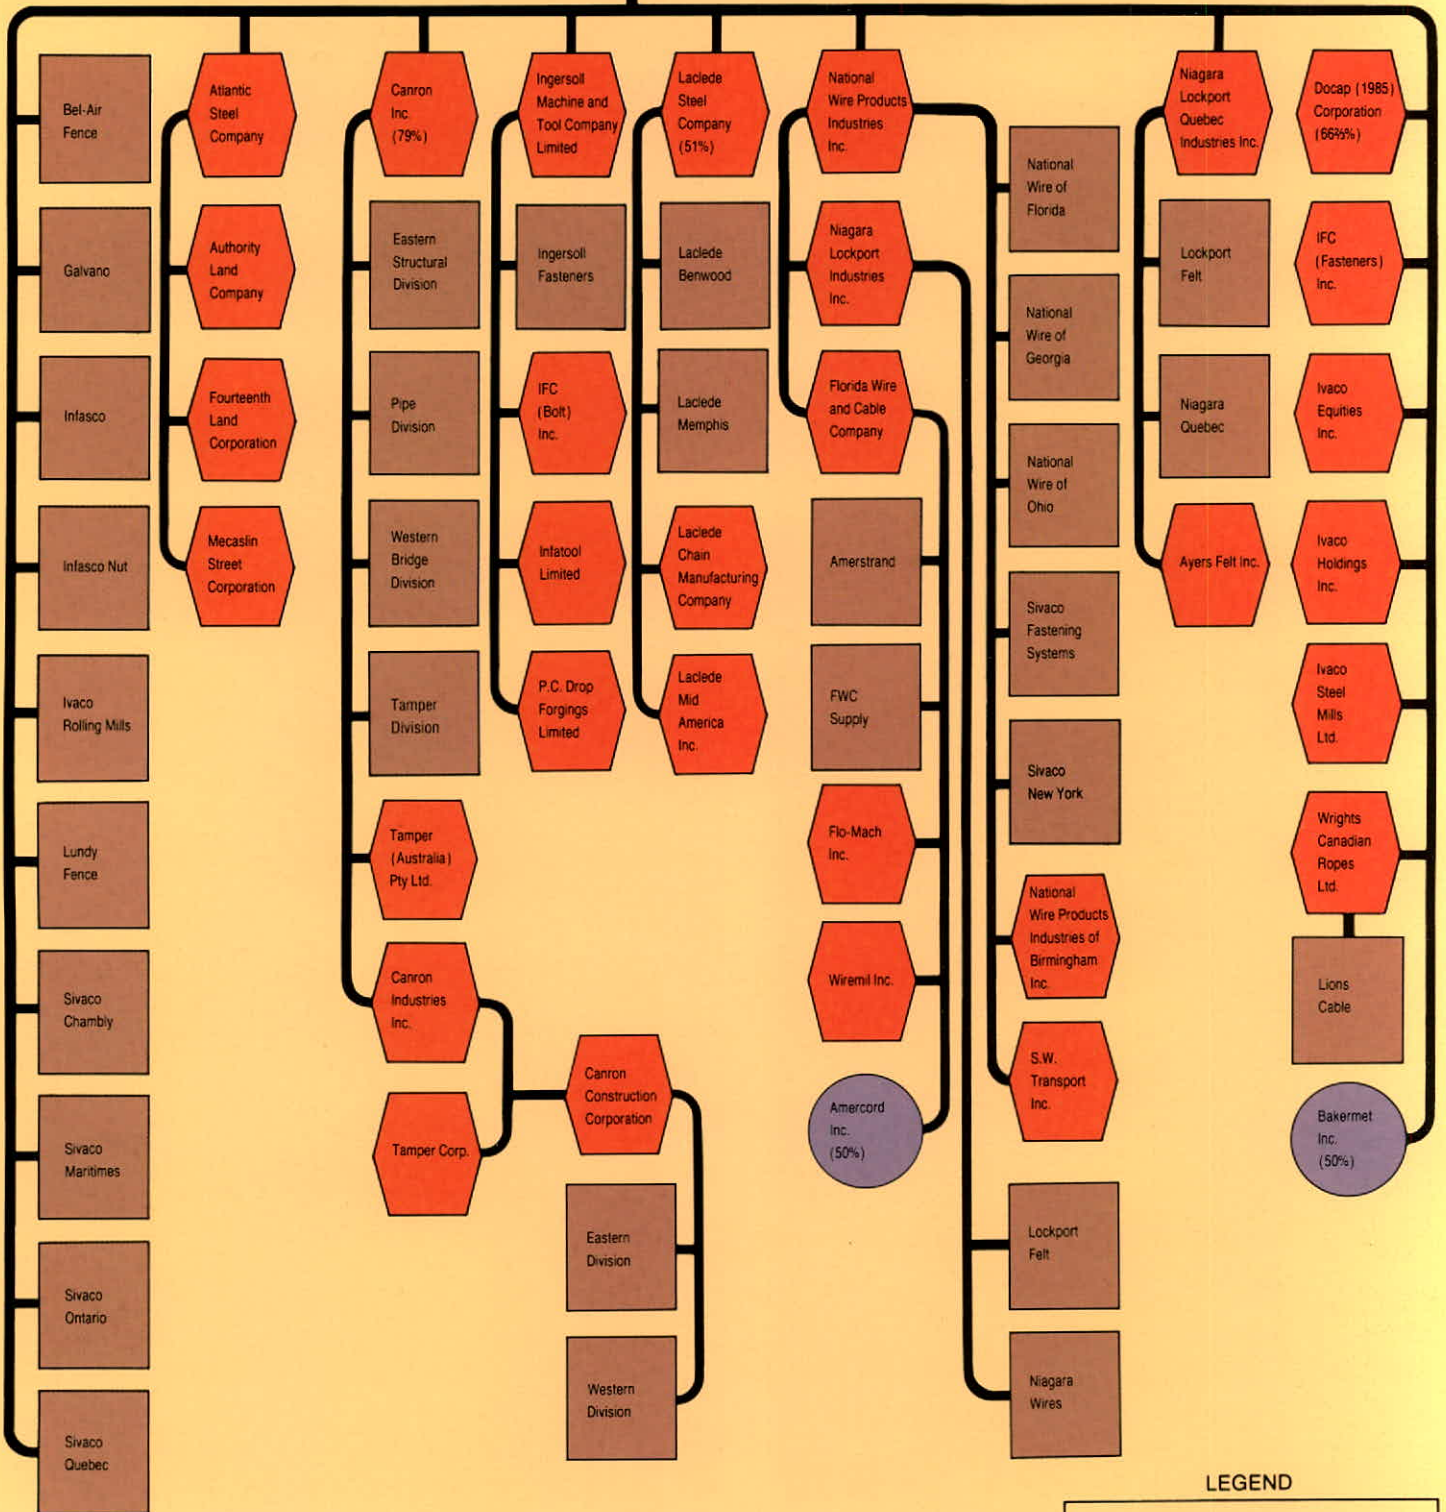 Bel-Air
Fence
Galvano
Infasco
Infasco Nut
Ivaco
Rolling Mills
Lundy
Fence
Sivaco
Chambly
Sivaco
Maritimes
Sivaco
Ontario
Sivaco
Quebec
Atlantic
Steel
Company
Authority
Land
Company
Fourteenth
Land
Corporation
Mecaslin
Street
Corporation
Canron
Inc.
(79%)
Eastern
Structural
Division
Pipe
Division
Western
Bridge
Division
Tamper
Division
Tamper
(Australia)
Pty Ltd.
Canron
Industries
Inc.
Tamper Corp.
Canron
Construction
Corporation
Eastern
Division
Western
Division
Ingersoll
Machine and
Tool Company
Limited
Ingersoll
Fasteners
IFC
(Bolt)
Inc.
Infatool
Limited
P.C. Drop
Forgings
Limited
Laclede
Steel
Company
(51%)
Laclede
Benwood
Laclede
Memphis
Laclede
Chain
Manufacturing
Company
Laclede
Mid
America
Inc.
National
Wire Products
Industries
Inc.
Niagara
Lockport
Industries
Inc.
Florida Wire
and Cable
Company
Amerstrand
FWC
Supply
Flo-Mach
Inc.
Wiremil Inc.
Amercord
Inc.
(50%)
National
Wire of
Florida
National
Wire of
Georgia
National
Wire of
Ohio
Sivaco
Fastening
Systems
Sivaco
New York
National
Wire Products
Industries of
Birmingham
Inc.
S.W.
Transport
Inc.
Lockport
Felt
Niagara
Wires
Niagara
Lockport
Quebec
Industries Inc.
Lockport
Felt
Niagara
Quebec
Ayers Felt Inc.
Docap (1985)
Corporation
(66⅔%)
IFC
(Fasteners)
Inc.
Ivaco
Equities
Inc.
Ivaco
Holdings
Inc.
Ivaco
Steel
Mills
Ltd.
Wrights
Canadian
Ropes
Ltd.
Lions
Cable
Bakermet
Inc.
(50%)
LEGEND